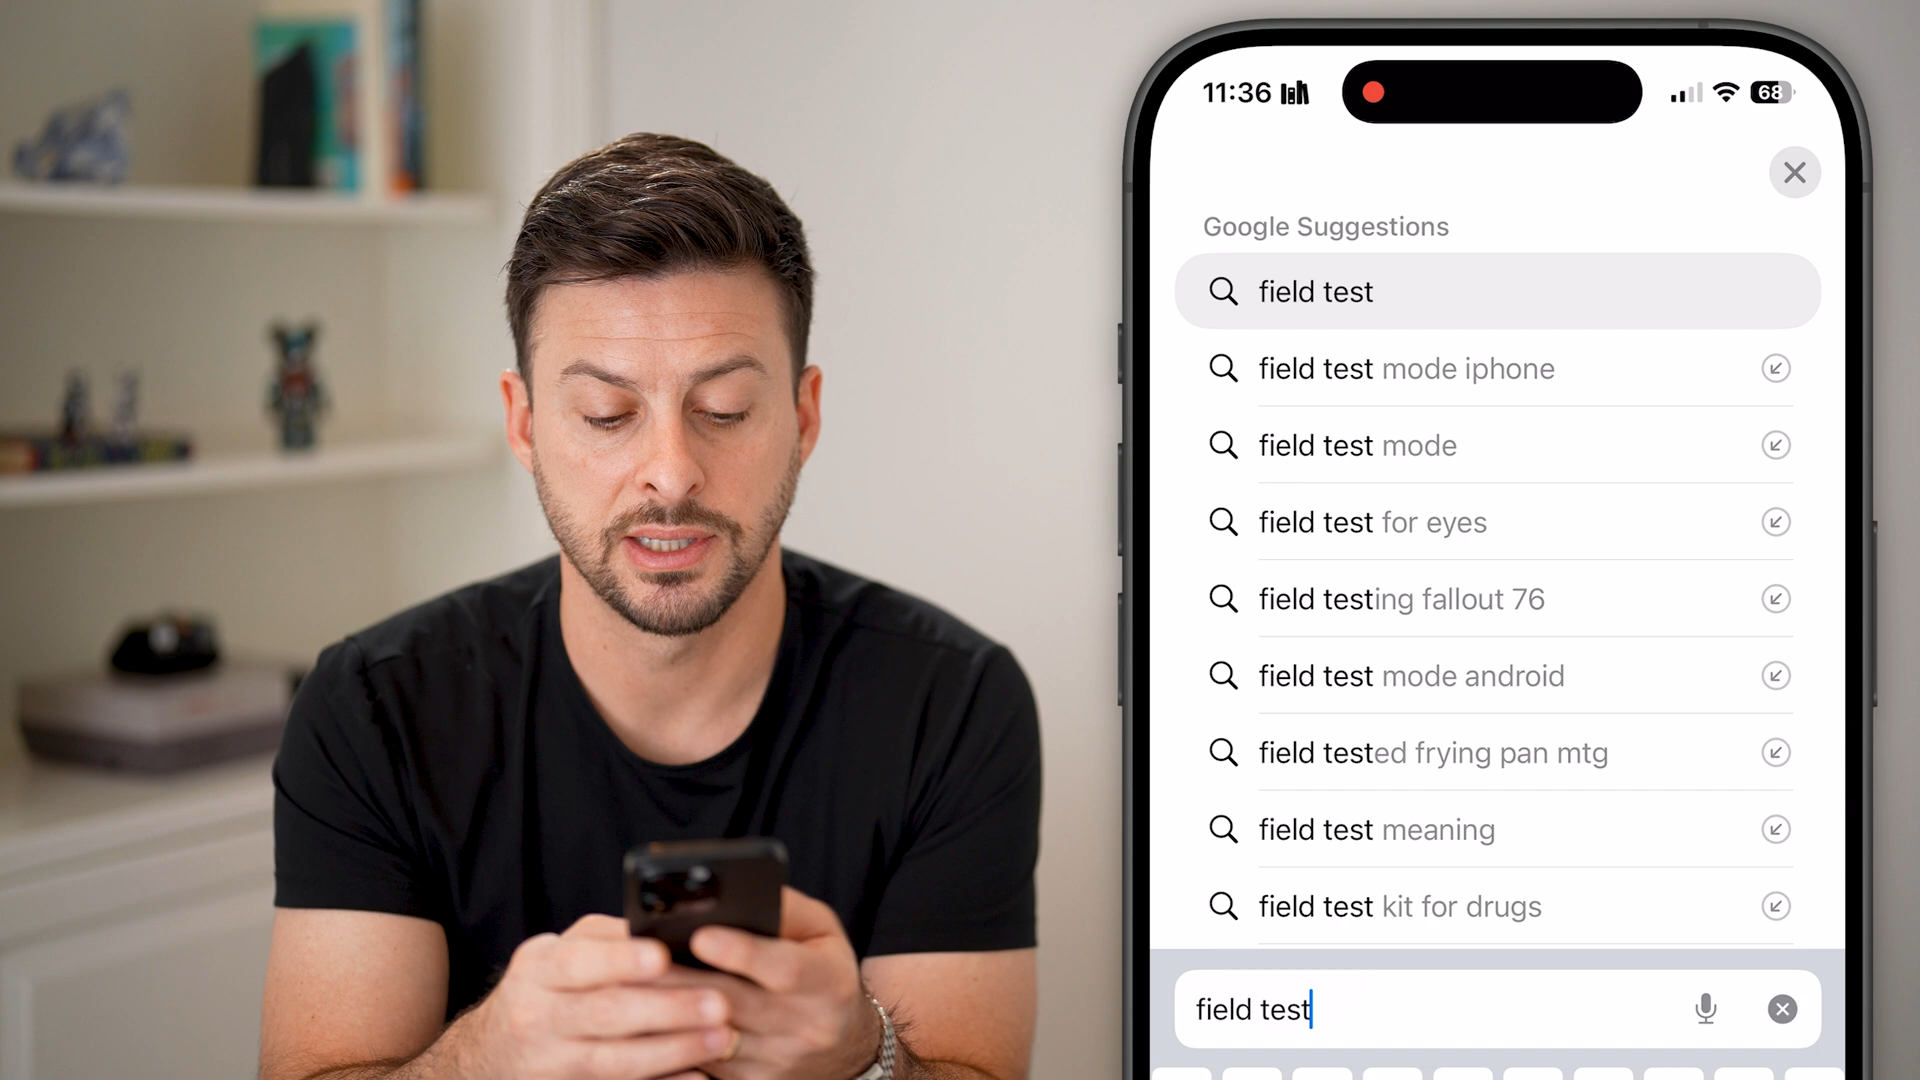 11:36
68
Google Suggestions
field test
field test mode iphone
field test mode
field test for eyes
field testing fallout 76
field test mode android
field tested frying pan mtg
field test meaning
field test kit for drugs
field test